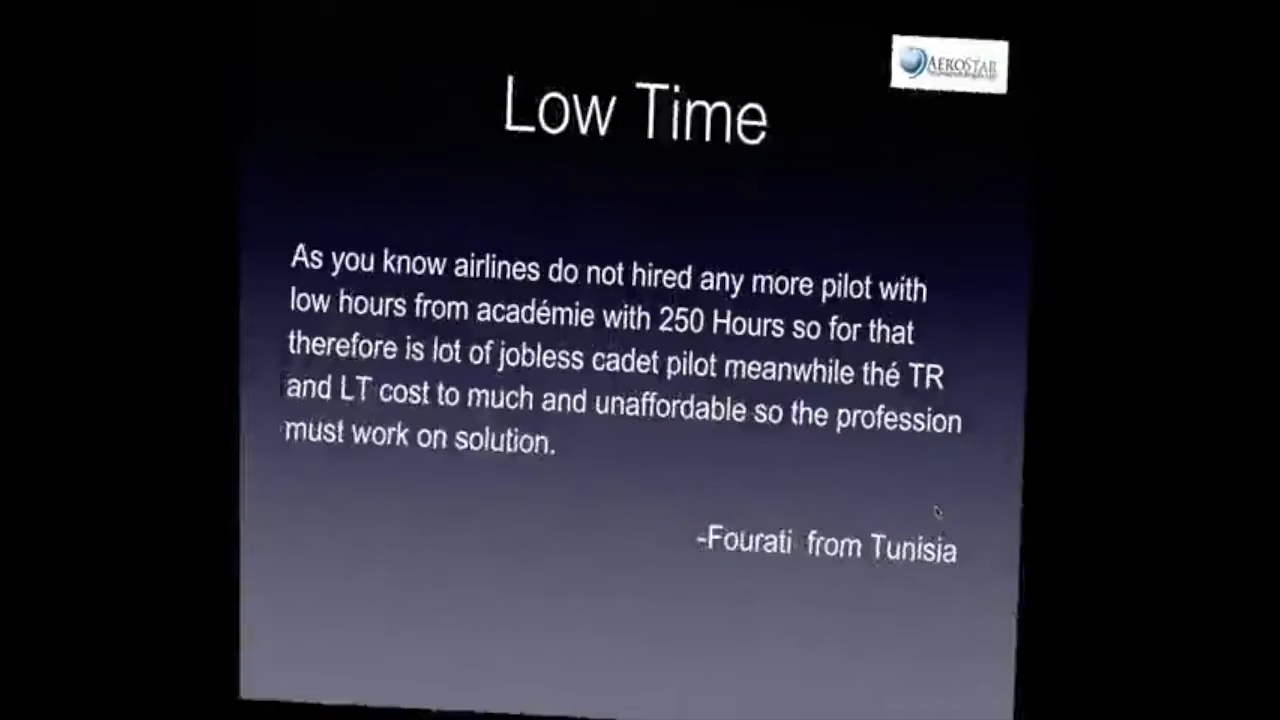 AEROSTAR
Low Time
As you know airlines do not hired any more pilot with
low hours from académie with 250 Hours so for that
therefore is lot of jobless cadet pilot meanwhile thé TR
and LT cost to much and unaffordable so the profession
must work on solution.
-Fourati from Tunisia